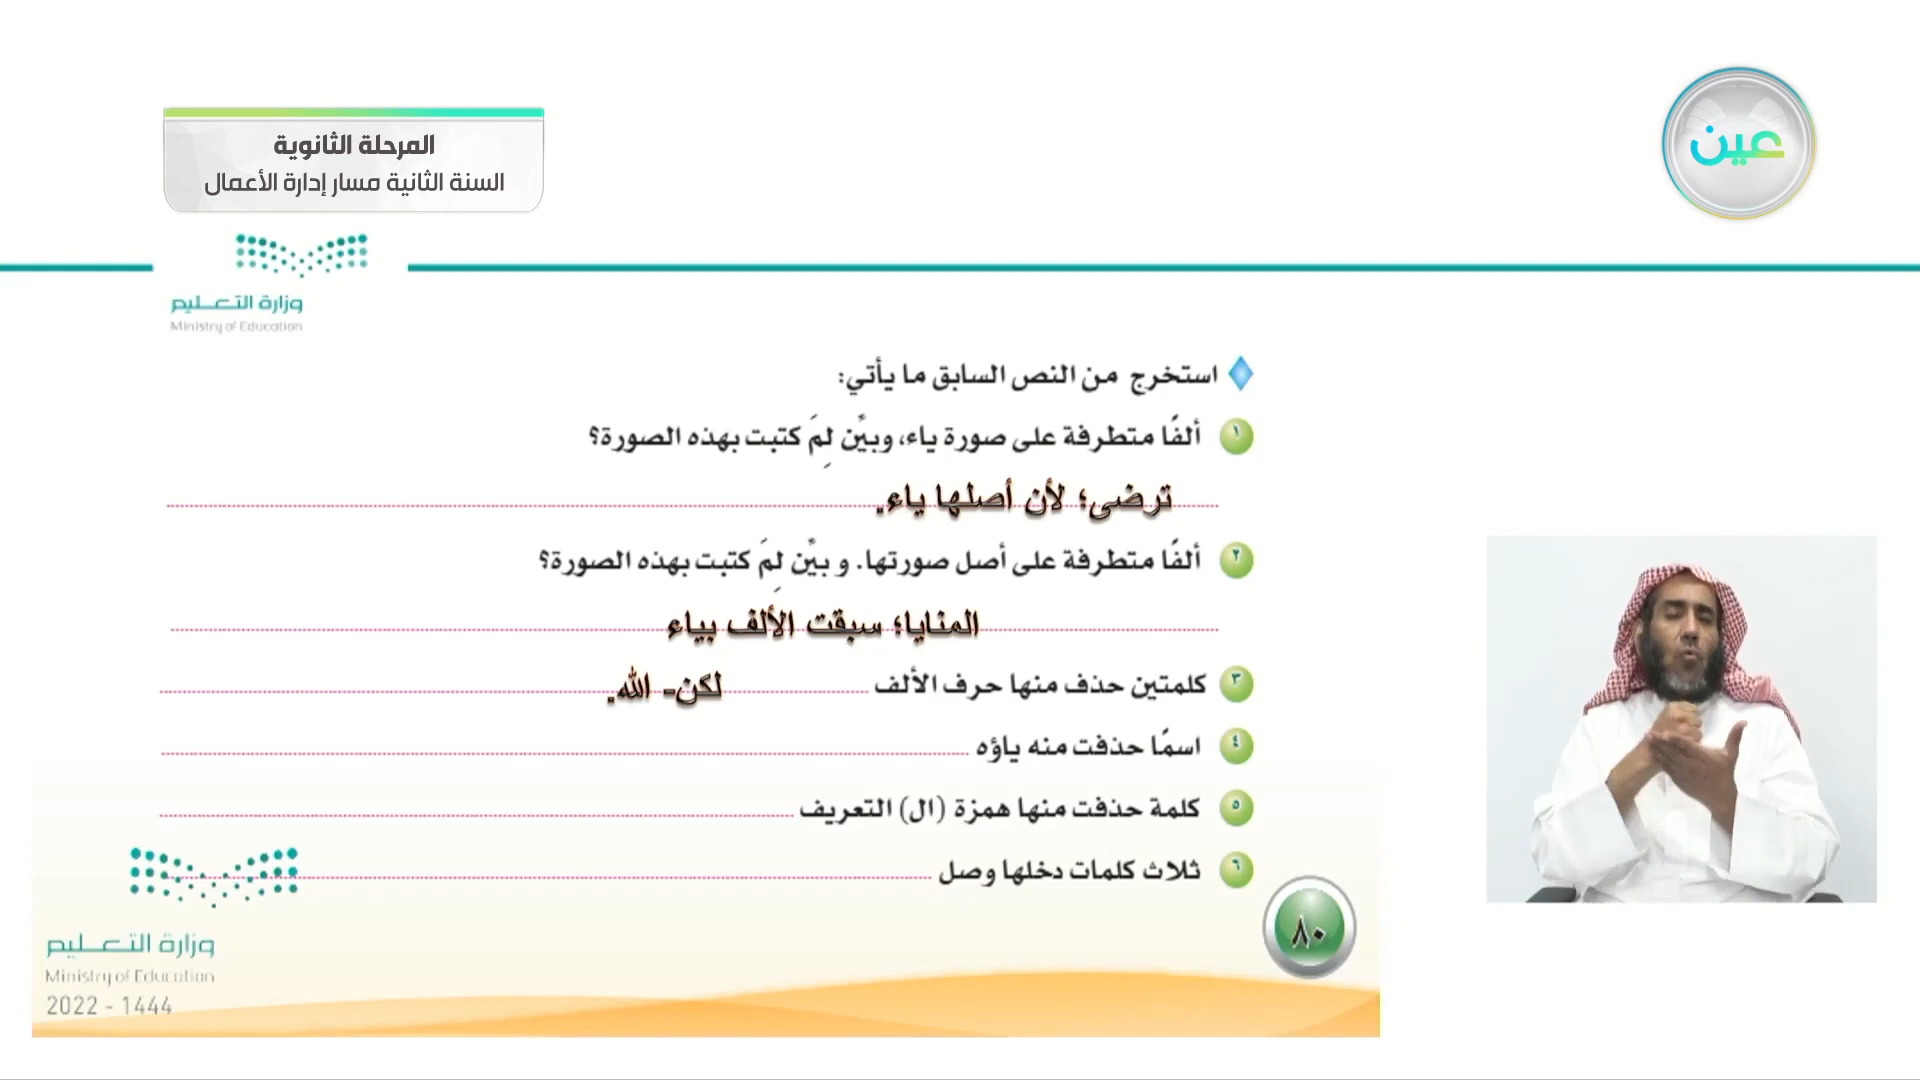 المرحلة الثانوية
السنة الثانية مسار إدارة الأعمال
عين
وزارة التعليم
Ministry of Education
استخرج من النص السابق ما يأتي:
١ ألفًا متطرفة على صورة ياء، وبيَّن لِمَ كتبت بهذه الصورة؟
ترضى؛ لأن أصلها ياء.
٢ ألفًا متطرفة على أصل صورتها. و بيَّن لِمَ كتبت بهذه الصورة؟
المنايا؛ سبقت الألف بياء
٣ كلمتين حذف منها حرف الألف لكن- الله.
٤ اسمًا حذفت منه ياؤه
٥ كلمة حذفت منها همزة (ال) التعريف
٦ ثلاث كلمات دخلها وصل
٨٠
وزارة التعليم
Ministry of Education
2022 - 1444